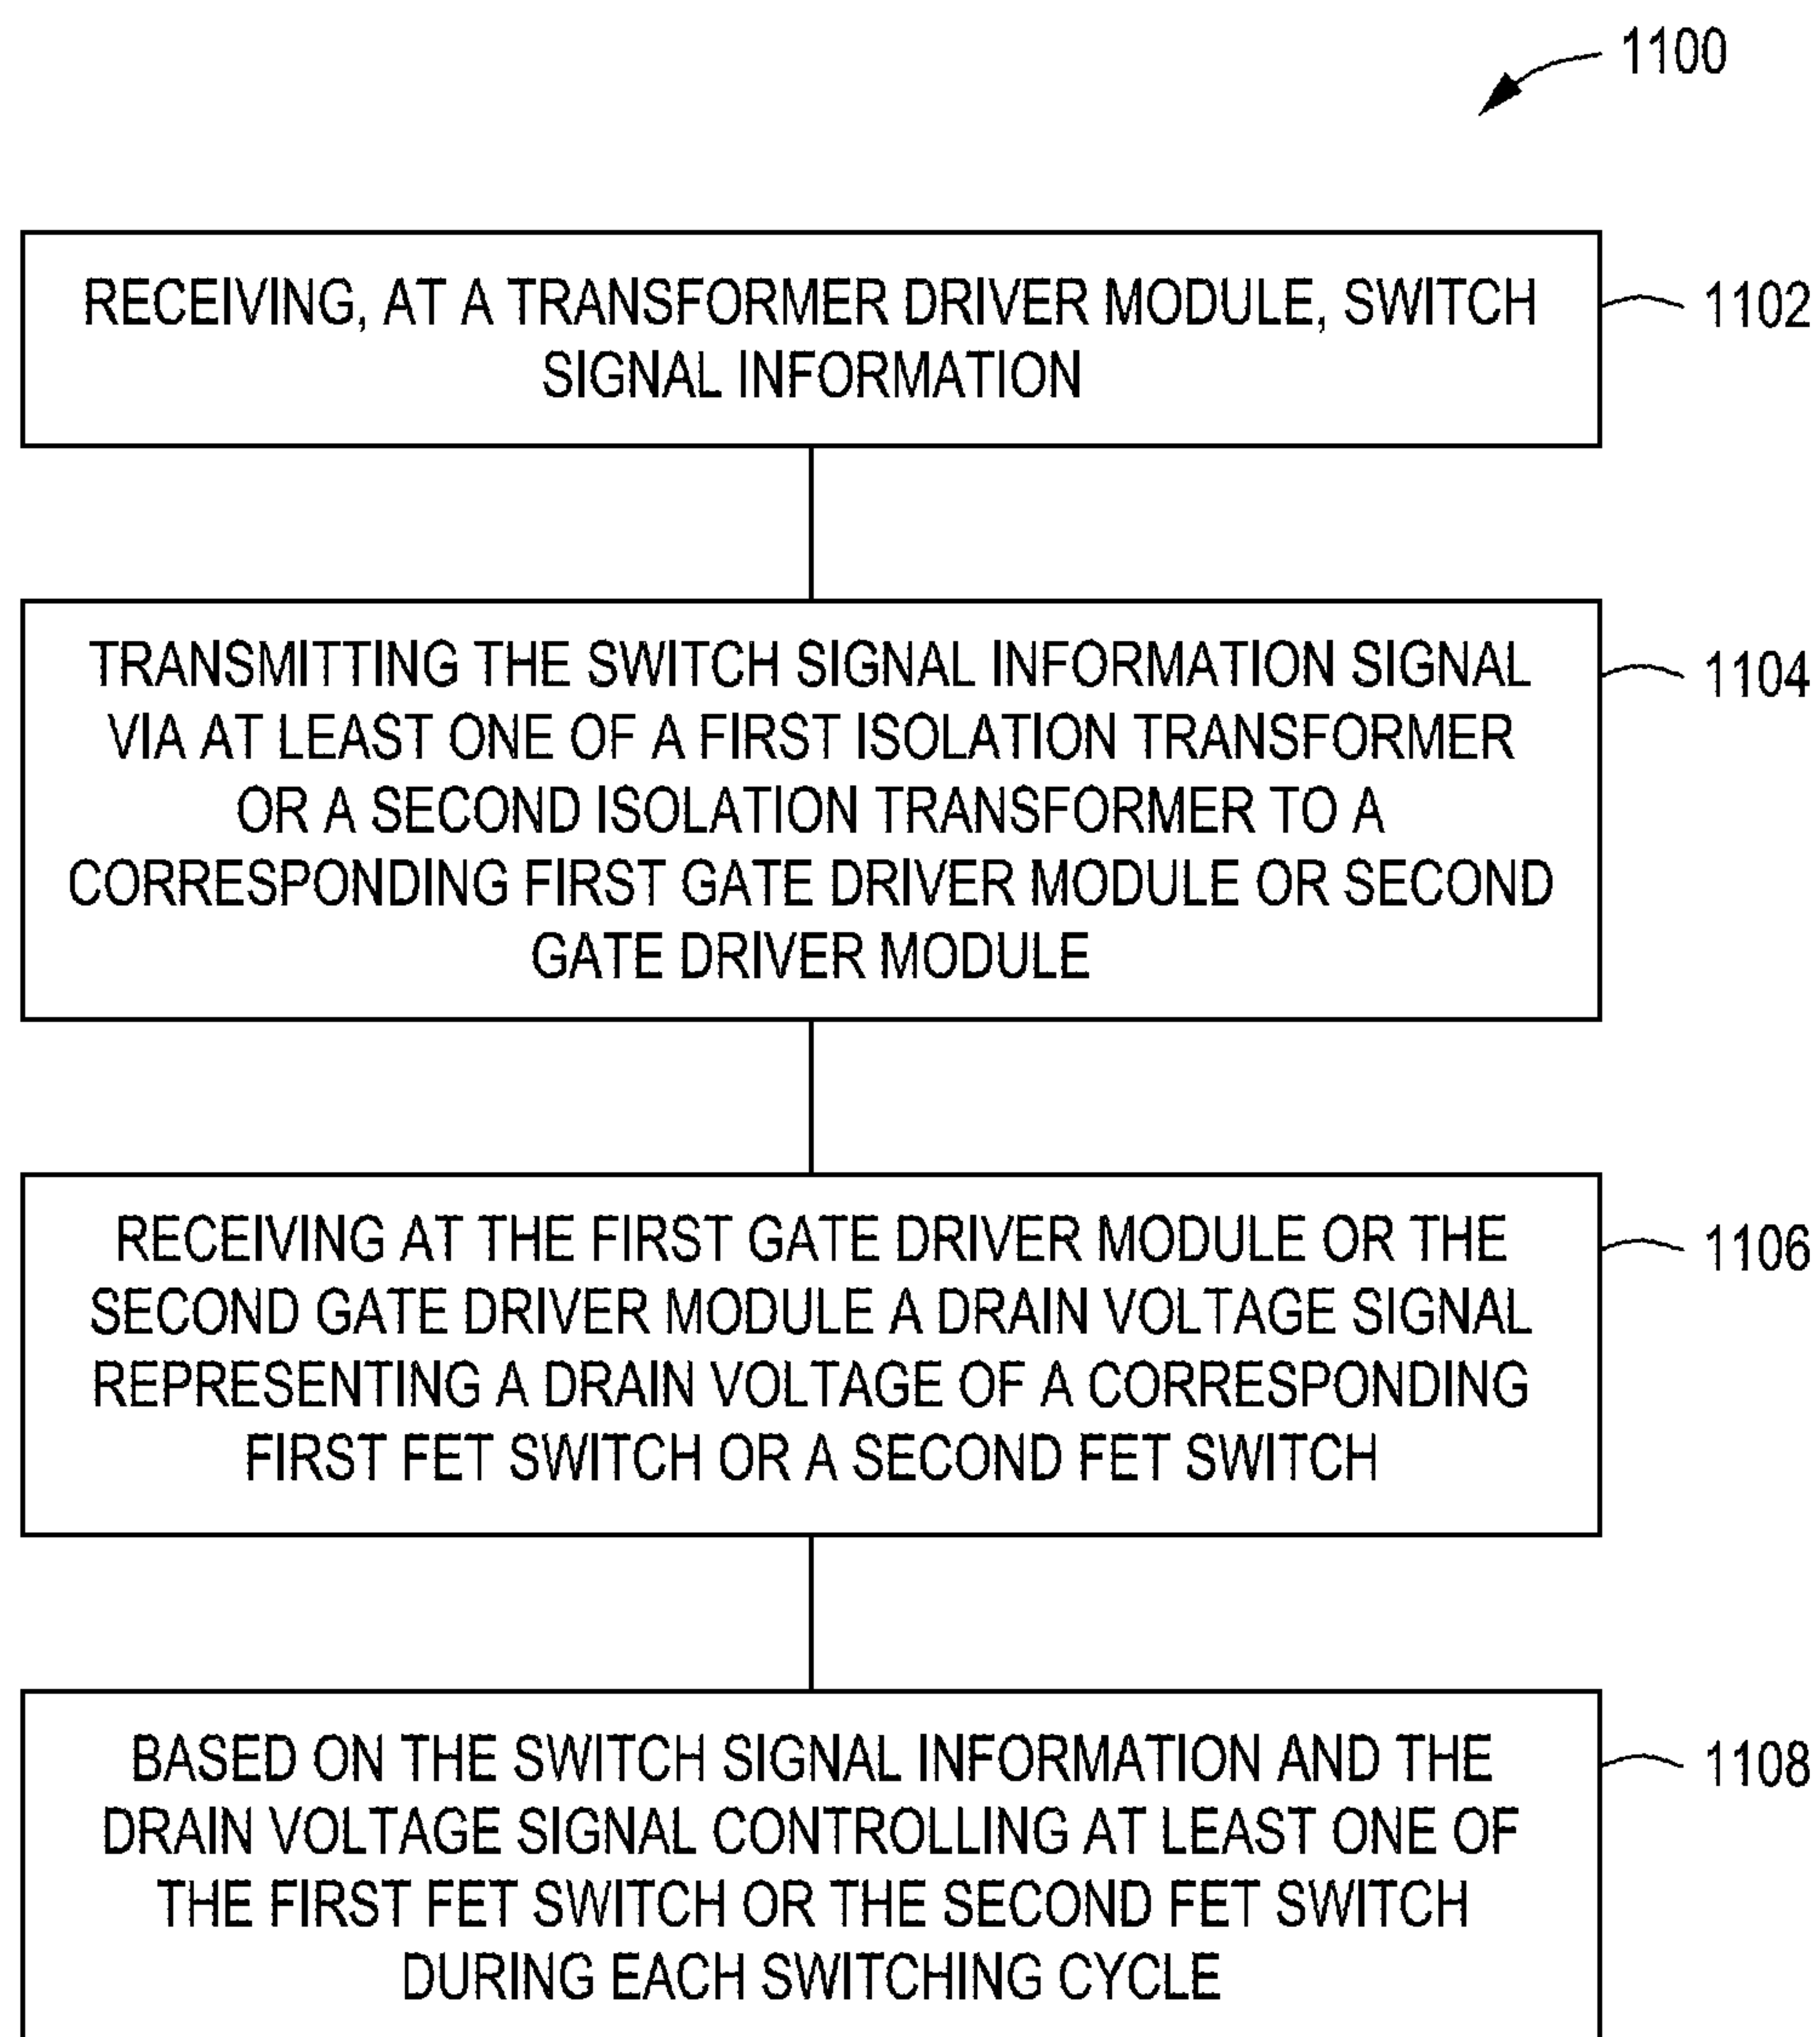 1100
RECEIVING, AT A TRANSFORMER DRIVER MODULE, SWITCH
SIGNAL INFORMATION
1102
TRANSMITTING THE SWITCH SIGNAL INFORMATION SIGNAL
VIA AT LEAST ONE OF A FIRST ISOLATION TRANSFORMER
OR A SECOND ISOLATION TRANSFORMER TO A
CORRESPONDING FIRST GATE DRIVER MODULE OR SECOND
GATE DRIVER MODULE
1104
RECEIVING AT THE FIRST GATE DRIVER MODULE OR THE
SECOND GATE DRIVER MODULE A DRAIN VOLTAGE SIGNAL
REPRESENTING A DRAIN VOLTAGE OF A CORRESPONDING
FIRST FET SWITCH OR A SECOND FET SWITCH
1106
BASED ON THE SWITCH SIGNAL INFORMATION AND THE
DRAIN VOLTAGE SIGNAL CONTROLLING AT LEAST ONE OF
THE FIRST FET SWITCH OR THE SECOND FET SWITCH
DURING EACH SWITCHING CYCLE
1108